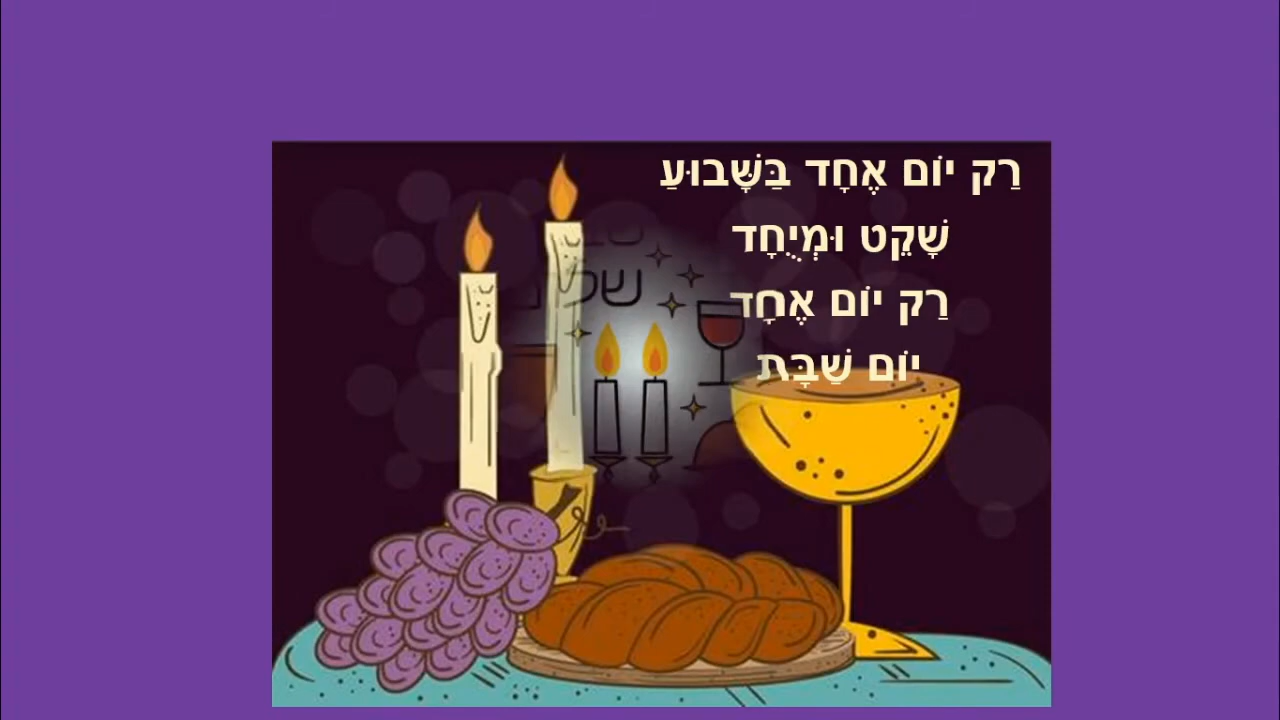 רַק יוֹם אֶחָד בַּשָּׁבוּעַ
שָׁקֵט וּמְיֻחָד
רַק יוֹם אֶחָד
יוֹם שַׁבָּת